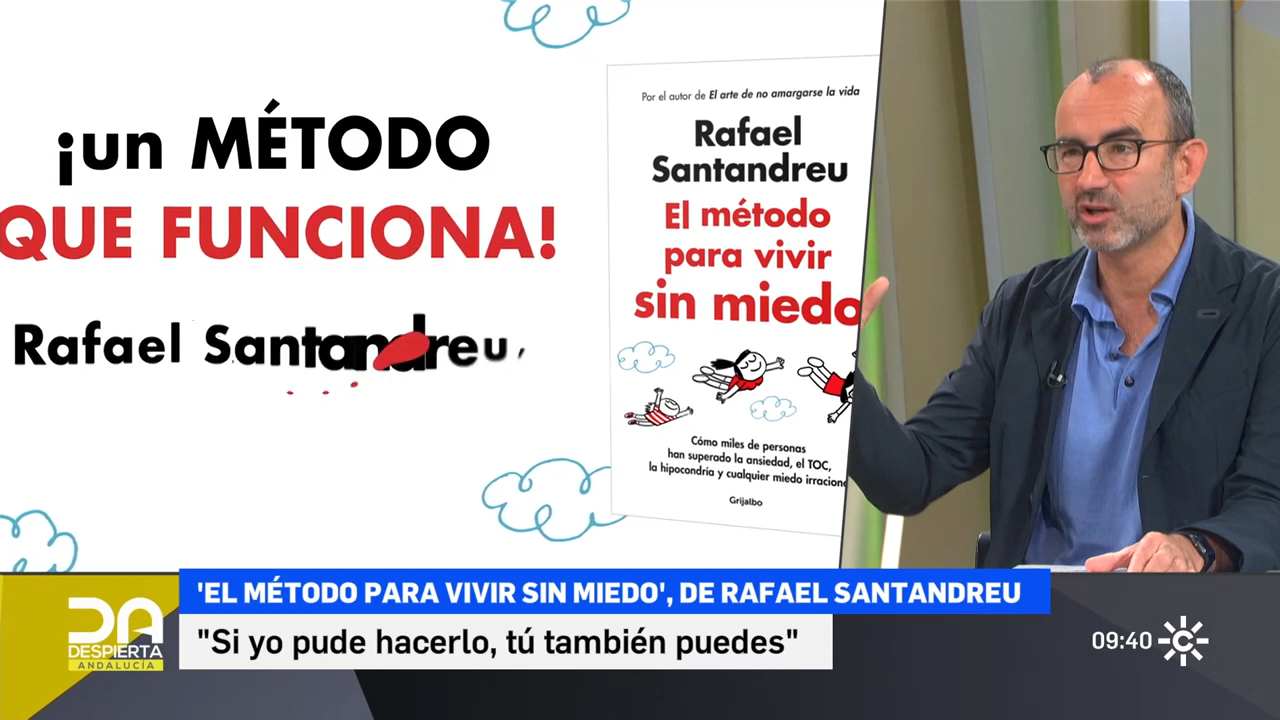 ¡un MÉTODO
QUE FUNCIONA!
Rafael Santandreu,
Por el autor de El arte de no amargarse la vida
Rafael
Santandreu
El método
para vivir
sin miedo
Cómo miles de personas
han superado la ansiedad, el TOC,
la hipocondría y cualquier miedo
Grijalbo
'EL MÉTODO PARA VIVIR SIN MIEDO', DE RAFAEL SANTANDREU
"Si yo pude hacerlo, tú también puedes"
DA
DESPIERTA
ANDALUCÍA
09:40